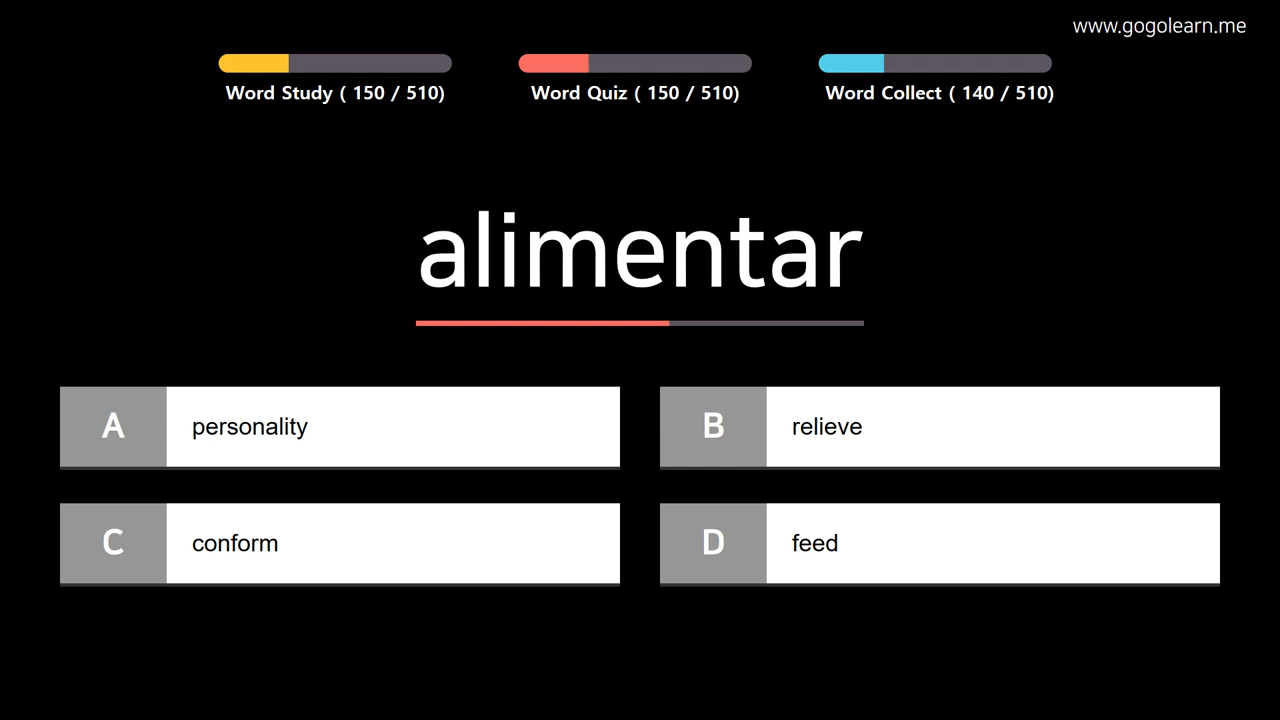 www.gogolearn.me
Word Study ( 150 / 510)
Word Quiz ( 150 / 510)
Word Collect ( 140 / 510)
alimentar
A personality
B relieve
C conform
D feed